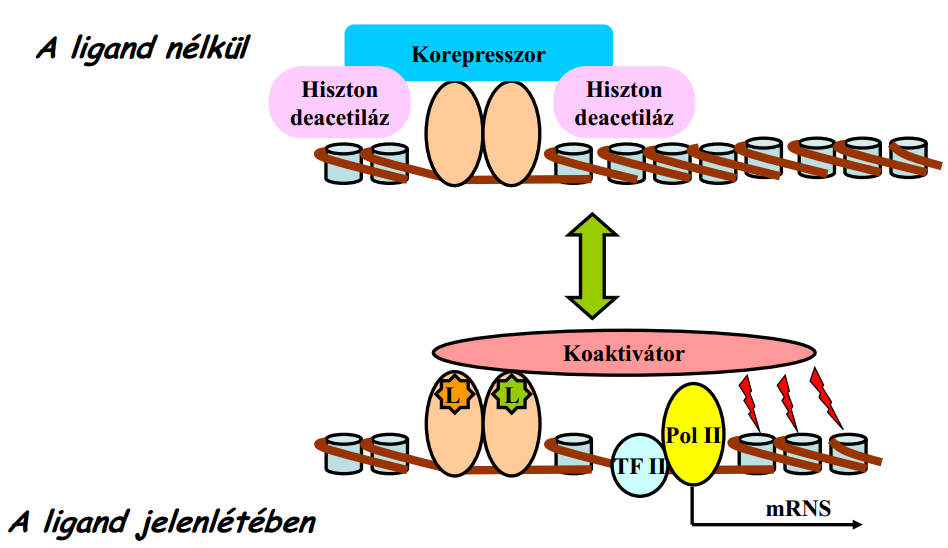 A ligand nélkül
Korepresszor
Hiszton
deacetiláz
Hiszton
deacetiláz
Koaktivátor
L
L
Pol II
TF II
mRNS
A ligand jelenlétében